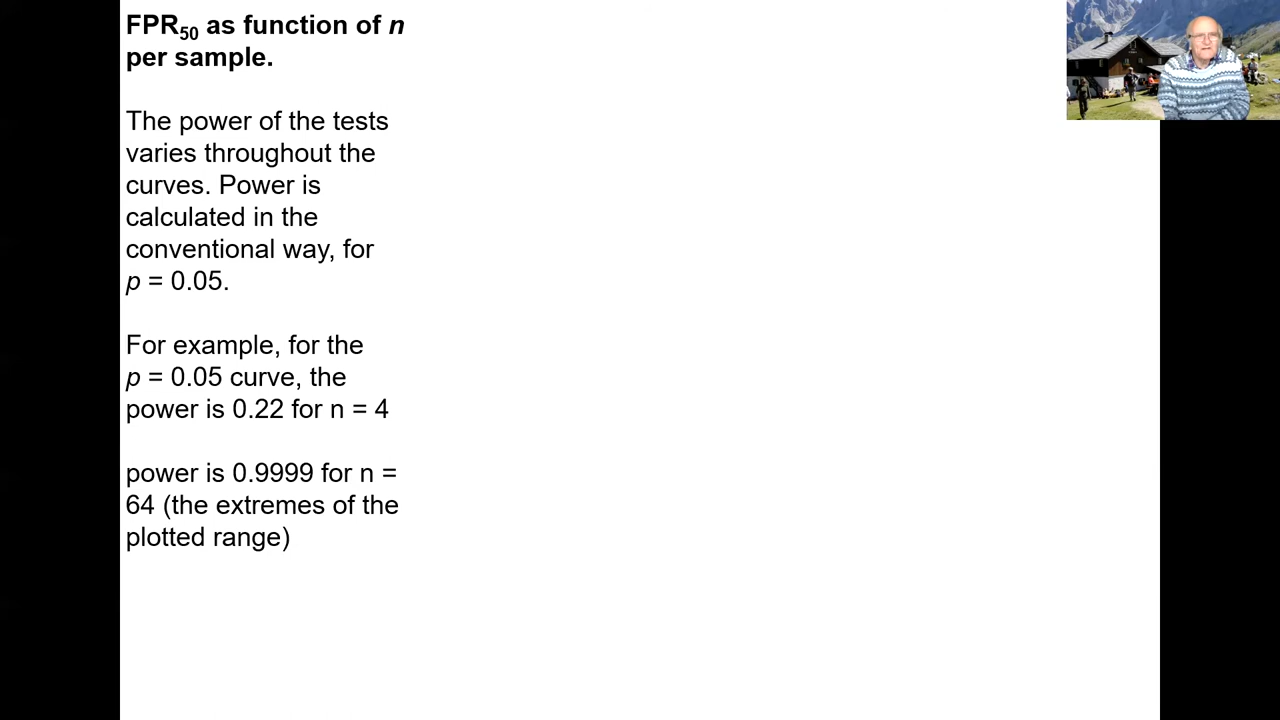 FPR50 as function of n
per sample.
The power of the tests
varies throughout the
curves. Power is
calculated in the
conventional way, for
p = 0.05.
For example, for the
p = 0.05 curve, the
power is 0.22 for n = 4
power is 0.9999 for n =
64 (the extremes of the
plotted range)